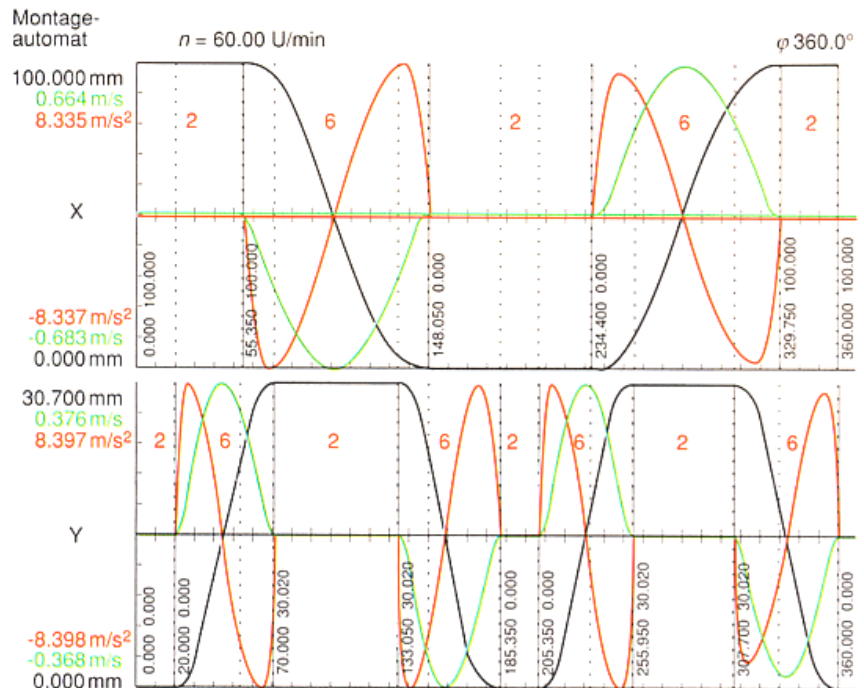 Montage-
automat
n = 60.00 U/min
φ 360.0°
100.000 mm
0.664 m/s
8.335 m/s²
2
6
2
6
2
X
-8.337 m/s²
-0.683 m/s
0.000 mm
0.000 100.000
55.350 100.000
148.050 0.000
234.400 0.000
329.750 100.000
360.000 100.000
30.700 mm
0.376 m/s
8.397 m/s²
2
6
2
6
2
6
2
6
Y
-8.398 m/s²
-0.368 m/s
0.000 mm
0.000 0.000
20.000 0.000
70.000 30.020
133.050 30.020
185.350 0.000
205.350 0.000
255.950 30.020
307.700 30.020
360.000 0.000